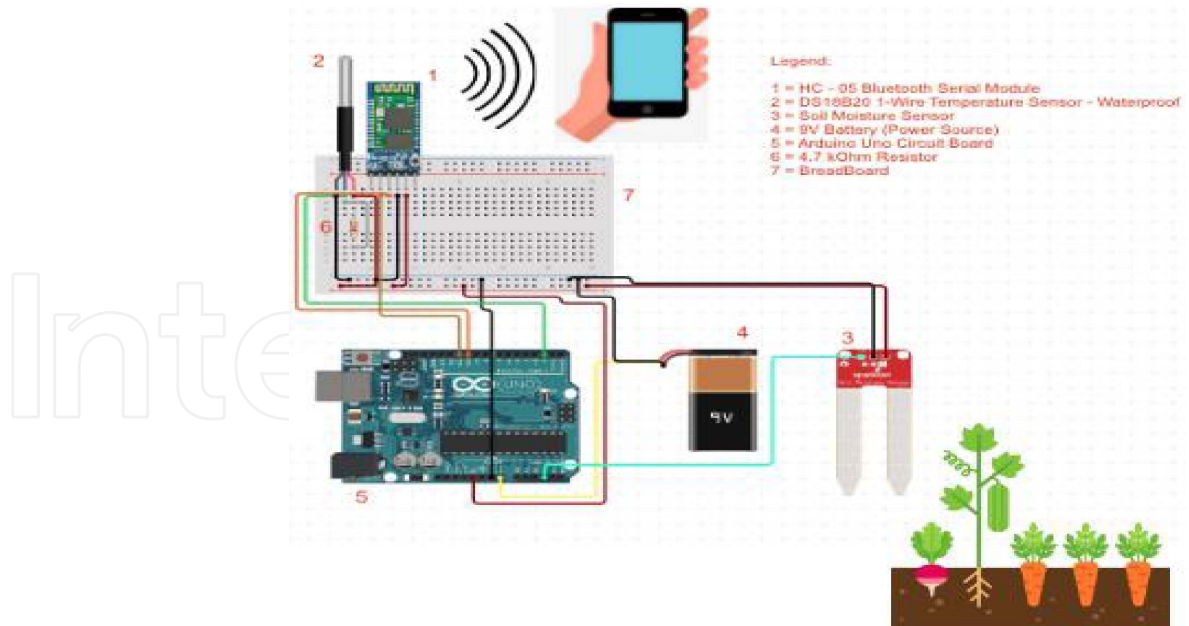 2
1
Legend:
1 = HC - 05 Bluetooth Serial Module
2 = DS18B20 1-Wire Temperature Sensor - Waterproof
3 = Soil Moisture Sensor
4 = 9V Battery (Power Source)
5 = Arduino Uno Circuit Board
6 = 4.7 kOhm Resistor
7 = BreadBoard
7
6
4
3
Inte
UNO
9V
5